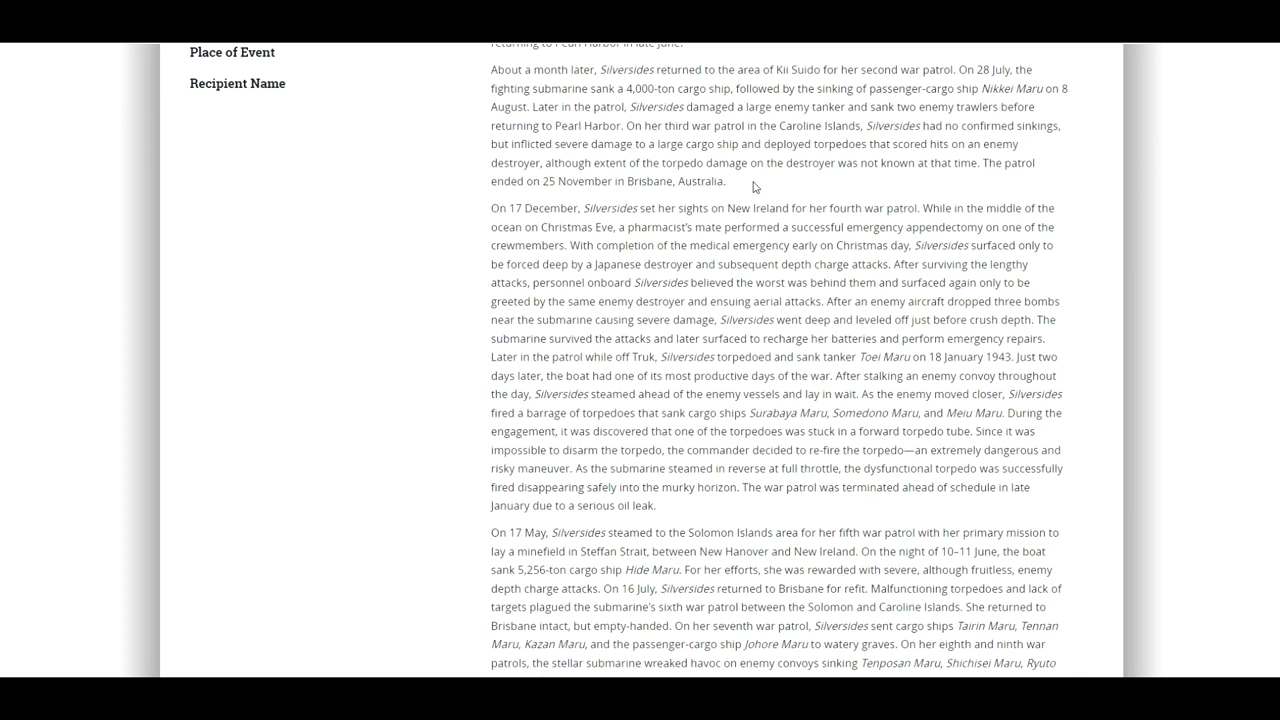 Place of Event
Recipient Name
returning to Pearl Harbor in late June.
About a month later, Silversides returned to the area of Kii Suido for her second war patrol. On 28 July, the
fighting submarine sank a 4,000-ton cargo ship, followed by the sinking of passenger-cargo ship Nikkei Maru on 8
August. Later in the patrol, Silversides damaged a large enemy tanker and sank two enemy trawlers before
returning to Pearl Harbor. On her third war patrol in the Caroline Islands, Silversides had no confirmed sinkings,
but inflicted severe damage to a large cargo ship and deployed torpedoes that scored hits on an enemy
destroyer, although extent of the torpedo damage on the destroyer was not known at that time. The patrol
ended on 25 November in Brisbane, Australia.
On 17 December, Silversides set her sights on New Ireland for her fourth war patrol. While in the middle of the
ocean on Christmas Eve, a pharmacist's mate performed a successful emergency appendectomy on one of the
crewmembers. With completion of the medical emergency early on Christmas day, Silversides surfaced only to
be forced deep by a Japanese destroyer and subsequent depth charge attacks. After surviving the lengthy
attacks, personnel onboard Silversides believed the worst was behind them and surfaced again only to be
greeted by the same enemy destroyer and ensuing aerial attacks. After an enemy aircraft dropped three bombs
near the submarine causing severe damage, Silversides went deep and leveled off just before crush depth. The
submarine survived the attacks and later surfaced to recharge her batteries and perform emergency repairs.
Later in the patrol while off Truk, Silversides torpedoed and sank tanker Toei Maru on 18 January 1943. Just two
days later, the boat had one of its most productive days of the war. After stalking an enemy convoy throughout
the day, Silversides steamed ahead of the enemy vessels and lay in wait. As the enemy moved closer, Silversides
fired a barrage of torpedoes that sank cargo ships Surabaya Maru, Somedono Maru, and Meiu Maru. During the
engagement, it was discovered that one of the torpedoes was stuck in a forward torpedo tube. Since it was
impossible to disarm the torpedo, the commander decided to re-fire the torpedo—an extremely dangerous and
risky maneuver. As the submarine steamed in reverse at full throttle, the dysfunctional torpedo was successfully
fired disappearing safely into the murky horizon. The war patrol was terminated ahead of schedule in late
January due to a serious oil leak.
On 17 May, Silversides steamed to the Solomon Islands area for her fifth war patrol with her primary mission to
lay a minefield in Steffan Strait, between New Hanover and New Ireland. On the night of 10–11 June, the boat
sank 5,256-ton cargo ship Hide Maru. For her efforts, she was rewarded with severe, although fruitless, enemy
depth charge attacks. On 16 July, Silversides returned to Brisbane for refit. Malfunctioning torpedoes and lack of
targets plagued the submarine's sixth war patrol between the Solomon and Caroline Islands. She returned to
Brisbane intact, but empty-handed. On her seventh war patrol, Silversides sent cargo ships Tairin Maru, Tennan
Maru, Kazan Maru, and the passenger-cargo ship Johore Maru to watery graves. On her eighth and ninth war
patrols, the stellar submarine wreaked havoc on enemy convoys sinking Tenposan Maru, Shichisei Maru, Ryuto